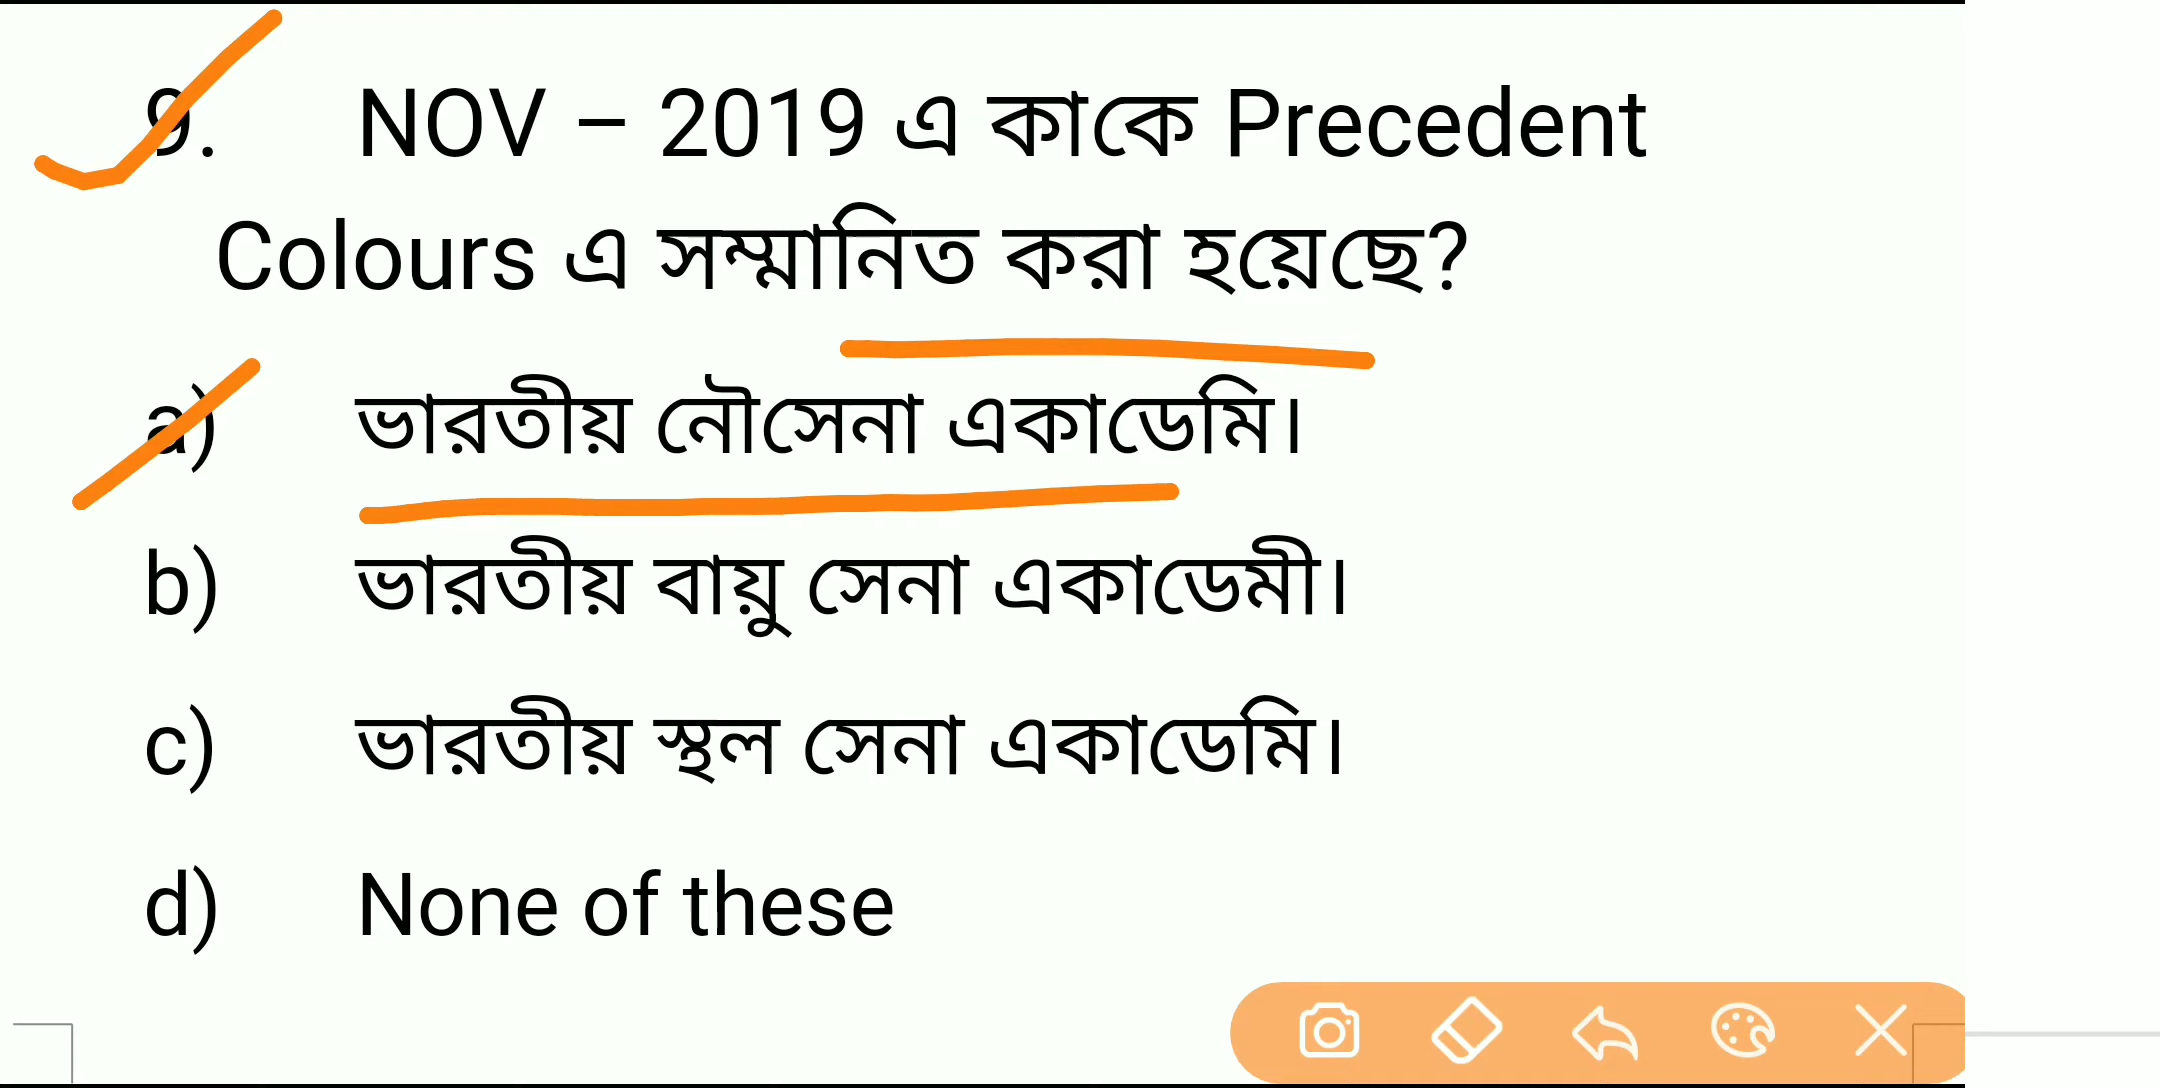 9. NOV – 2019 এ কাকে Precedent
Colours এ সম্মানিত করা হয়েছে?
a) ভারতীয় নৌসেনা একাডেমি।
b) ভারতীয় বায়ু সেনা একাডেমী।
c) ভারতীয় স্থল সেনা একাডেমি।
d) None of these